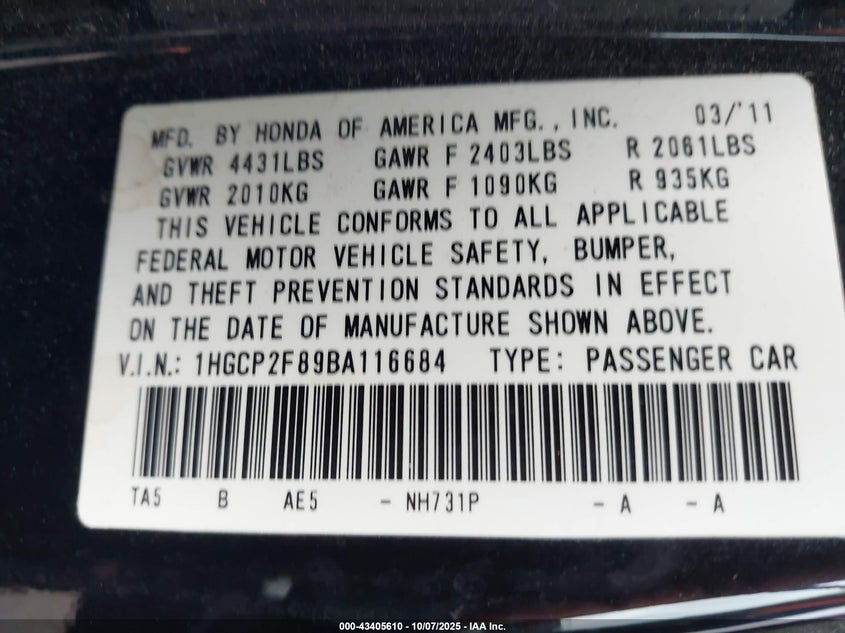 MFD. BY HONDA OF AMERICA MFG., INC. 03/'11
GVWR 4431LBS GAWR F 2403LBS R 2061LBS
GVWR 2010KG GAWR F 1090KG R 935KG
THIS VEHICLE CONFORMS TO ALL APPLICABLE
FEDERAL MOTOR VEHICLE SAFETY, BUMPER,
AND THEFT PREVENTION STANDARDS IN EFFECT
ON THE DATE OF MANUFACTURE SHOWN ABOVE.
V.I.N.: 1HGCP2F89BA116684 TYPE: PASSENGER CAR
TA5 B AE5 - NH731P - A - A
000-43405610 - 10/07/2025 - IAA Inc.